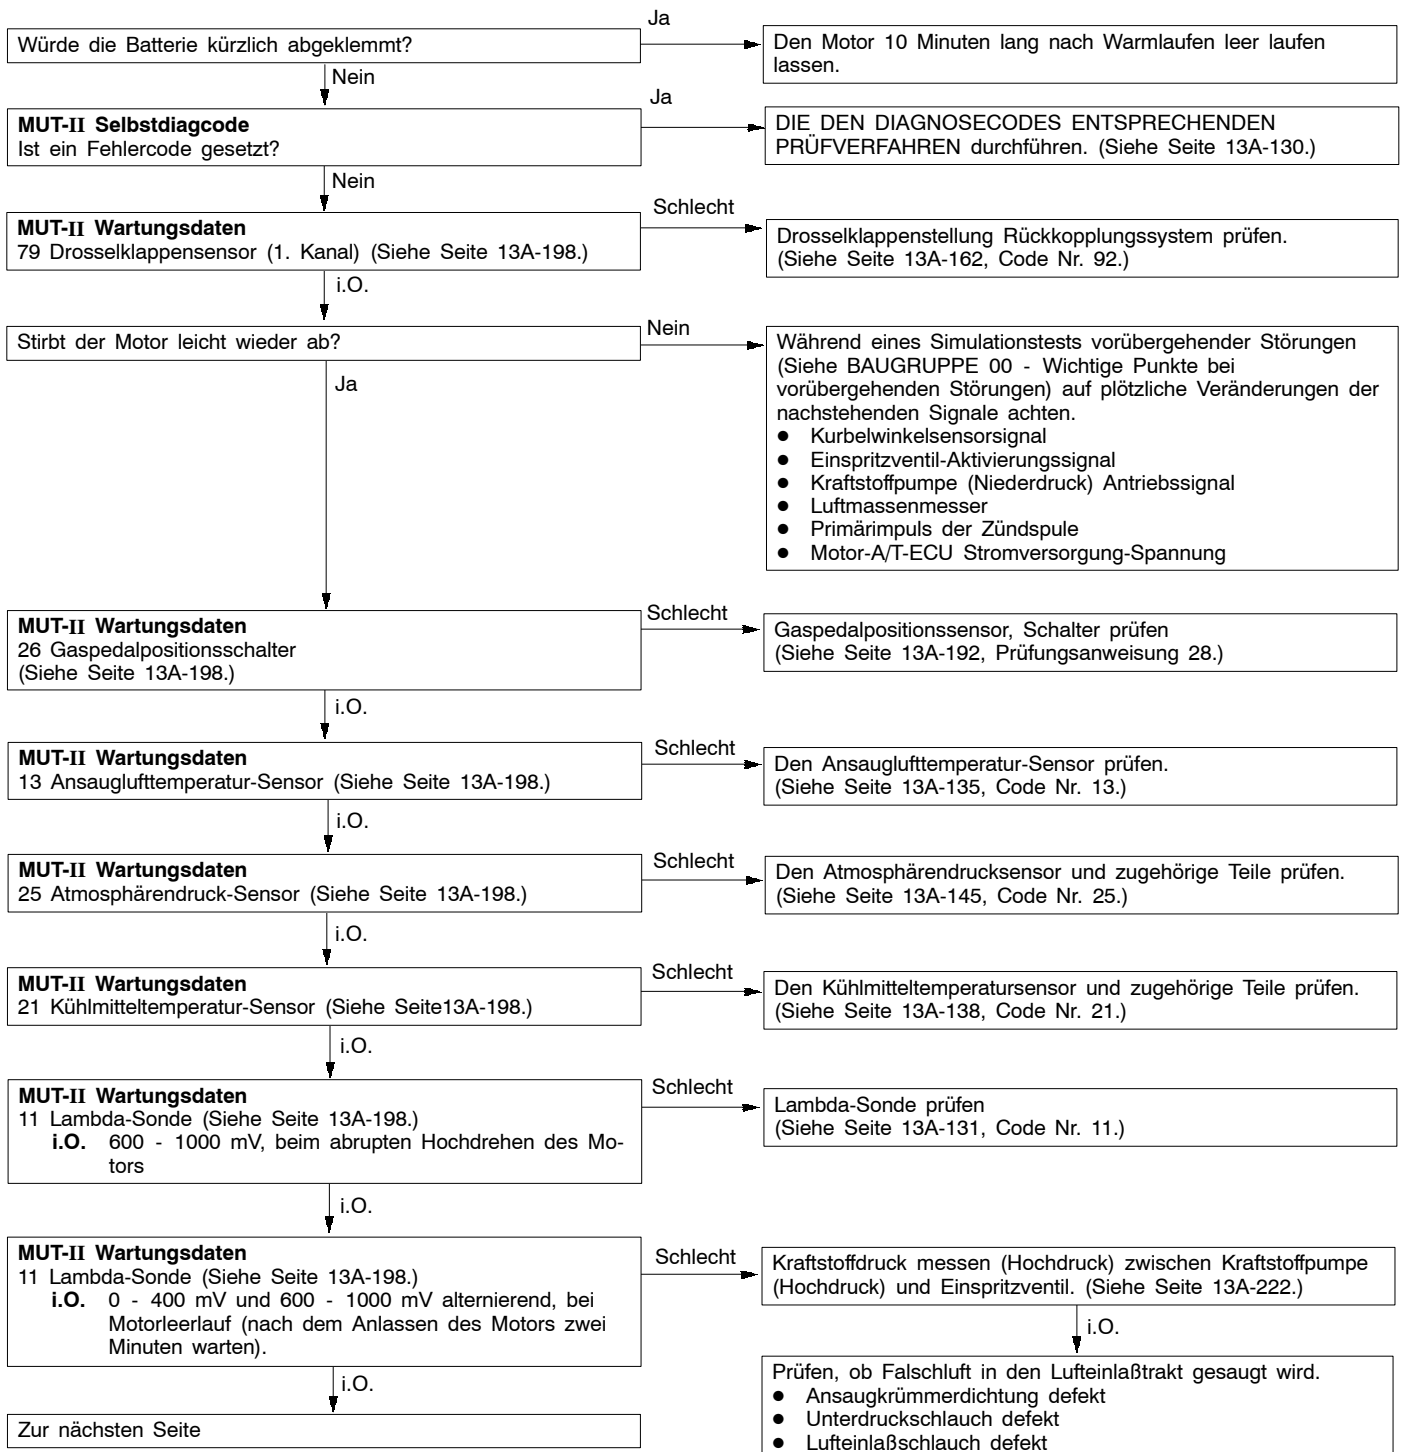 Ja
Würde die Batterie kürzlich abgeklemmt?
Den Motor 10 Minuten lang nach Warmlaufen leer laufen
lassen.
Nein
Ja
MUT-II Selbstdiagcode
Ist ein Fehlercode gesetzt?
DIE DEN DIAGNOSECODES ENTSPRECHENDEN
PRÜFVERFAHREN durchführen. (Siehe Seite 13A-130.)
Nein
Schlecht
MUT-II Wartungsdaten
79 Drosselklappensensor (1. Kanal) (Siehe Seite 13A-198.)
Drosselklappenstellung Rückkopplungssystem prüfen.
(Siehe Seite 13A-162, Code Nr. 92.)
i.O.
Nein
Stirbt der Motor leicht wieder ab?
Während eines Simulationstests vorübergehender Störungen
(Siehe BAUGRUPPE 00 - Wichtige Punkte bei
vorübergehenden Störungen) auf plötzliche Veränderungen der
nachstehenden Signale achten.
● Kurbelwinkelsensorsignal
● Einspritzventil-Aktivierungssignal
● Kraftstoffpumpe (Niederdruck) Antriebssignal
● Luftmassenmesser
● Primärimpuls der Zündspule
● Motor-A/T-ECU Stromversorgung-Spannung
Ja
Schlecht
MUT-II Wartungsdaten
26 Gaspedalpositionsschalter
(Siehe Seite 13A-198.)
Gaspedalpositionssensor, Schalter prüfen
(Siehe Seite 13A-192, Prüfungsanweisung 28.)
i.O.
Schlecht
MUT-II Wartungsdaten
13 Ansauglufttemperatur-Sensor (Siehe Seite 13A-198.)
Den Ansauglufttemperatur-Sensor prüfen.
(Siehe Seite 13A-135, Code Nr. 13.)
i.O.
Schlecht
MUT-II Wartungsdaten
25 Atmosphärendruck-Sensor (Siehe Seite 13A-198.)
Den Atmosphärendrucksensor und zugehörige Teile prüfen.
(Siehe Seite 13A-145, Code Nr. 25.)
i.O.
Schlecht
MUT-II Wartungsdaten
21 Kühlmitteltemperatur-Sensor (Siehe Seite13A-198.)
Den Kühlmitteltemperatursensor und zugehörige Teile prüfen.
(Siehe Seite 13A-138, Code Nr. 21.)
i.O.
Schlecht
MUT-II Wartungsdaten
11 Lambda-Sonde (Siehe Seite 13A-198.)
i.O. 600 - 1000 mV, beim abrupten Hochdrehen des Mo-
tors
Lambda-Sonde prüfen
(Siehe Seite 13A-131, Code Nr. 11.)
i.O.
Schlecht
MUT-II Wartungsdaten
11 Lambda-Sonde (Siehe Seite 13A-198.)
i.O. 0 - 400 mV und 600 - 1000 mV alternierend, bei
Motorleerlauf (nach dem Anlassen des Motors zwei
Minuten warten).
Kraftstoffdruck messen (Hochdruck) zwischen Kraftstoffpumpe
(Hochdruck) und Einspritzventil. (Siehe Seite 13A-222.)
i.O.
i.O.
Prüfen, ob Falschluft in den Lufteinlaßtrakt gesaugt wird.
● Ansaugkrümmerdichtung defekt
● Unterdruckschlauch defekt
● Lufteinlaßschlauch defekt
Zur nächsten Seite